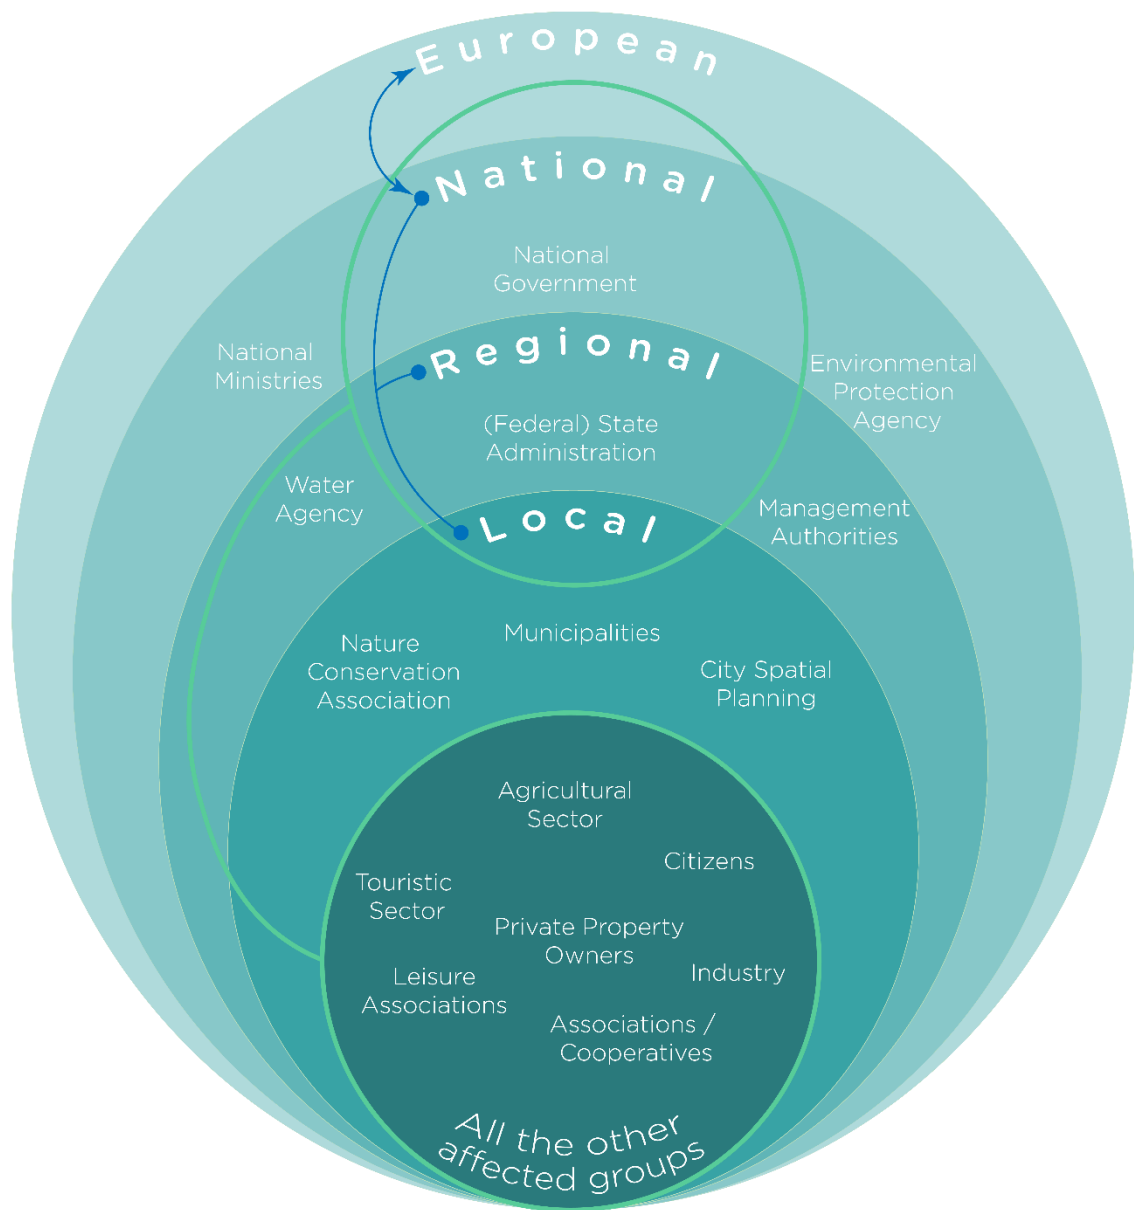 European
National
National
Government
Regional
National
Ministries
Environmental
Protection
Agency
(Federal) State
Administration
Water
Agency
Management
Authorities
Local
Municipalities
Nature
Conservation
Association
City Spatial
Planning
Agricultural
Sector
Citizens
Touristic
Sector
Private Property
Owners
Industry
Leisure
Associations
Associations /
Cooperatives
All the other
affected groups